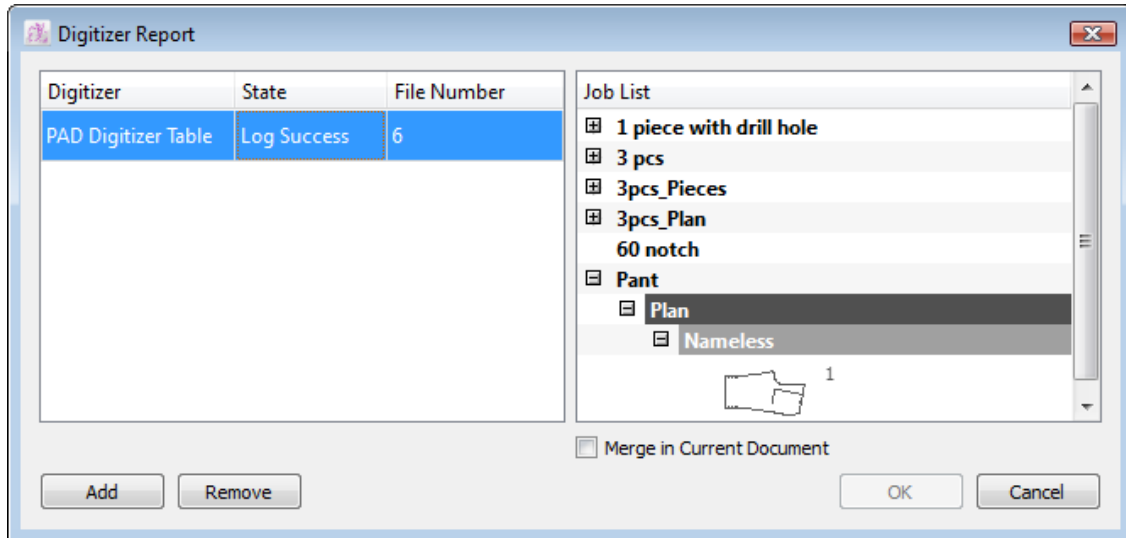 Digitizer Report
Digitizer State File Number
PAD Digitizer Table Log Success 6
Job List
1 piece with drill hole
3 pcs
3pcs_Pieces
3pcs_Plan
60 notch
Pant
Plan
Nameless
1
Merge in Current Document
Add Remove OK Cancel